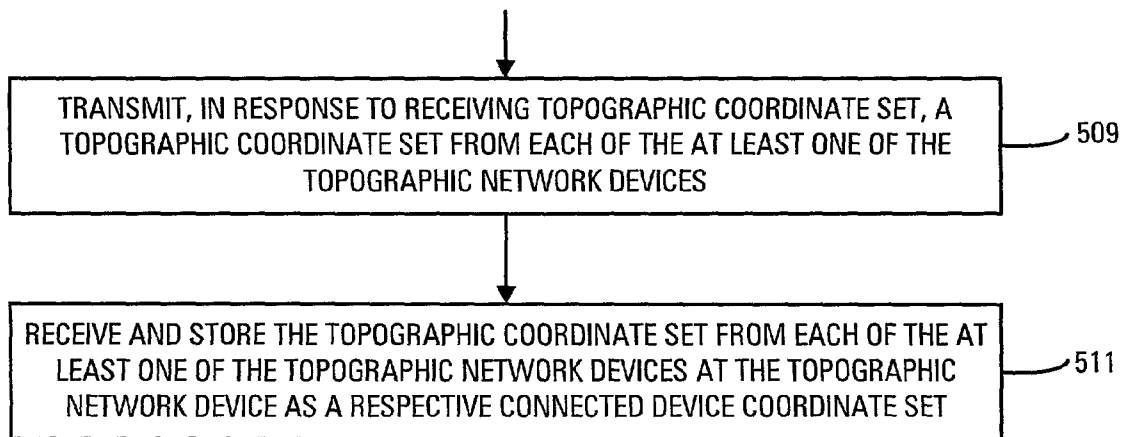 TRANSMIT, IN RESPONSE TO RECEIVING TOPOGRAPHIC COORDINATE SET, A
TOPOGRAPHIC COORDINATE SET FROM EACH OF THE AT LEAST ONE OF THE
TOPOGRAPHIC NETWORK DEVICES
509
RECEIVE AND STORE THE TOPOGRAPHIC COORDINATE SET FROM EACH OF THE AT
LEAST ONE OF THE TOPOGRAPHIC NETWORK DEVICES AT THE TOPOGRAPHIC
NETWORK DEVICE AS A RESPECTIVE CONNECTED DEVICE COORDINATE SET
511